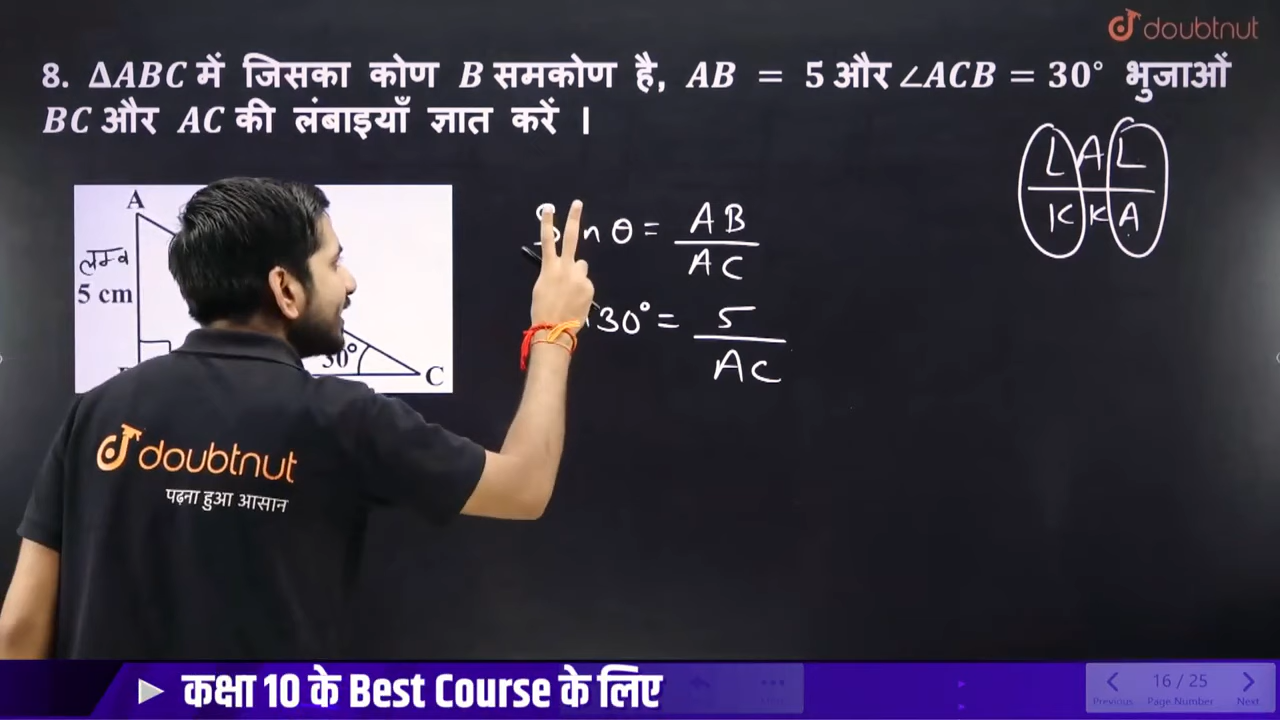 doubtnut
8. ΔABC में जिसका कोण B समकोण है, AB = 5 और ∠ACB = 30° भुजाओं
BC और AC की लंबाइयाँ ज्ञात करें ।
L A L
K K A
A
लम्ब
5 cm
30°
C
θ = AB
AC
30° = 5
AC
doubtnut
पढ़ना हुआ आसान
कक्षा 10 के Best Course के लिए
16 / 25
Previous Page Number Next